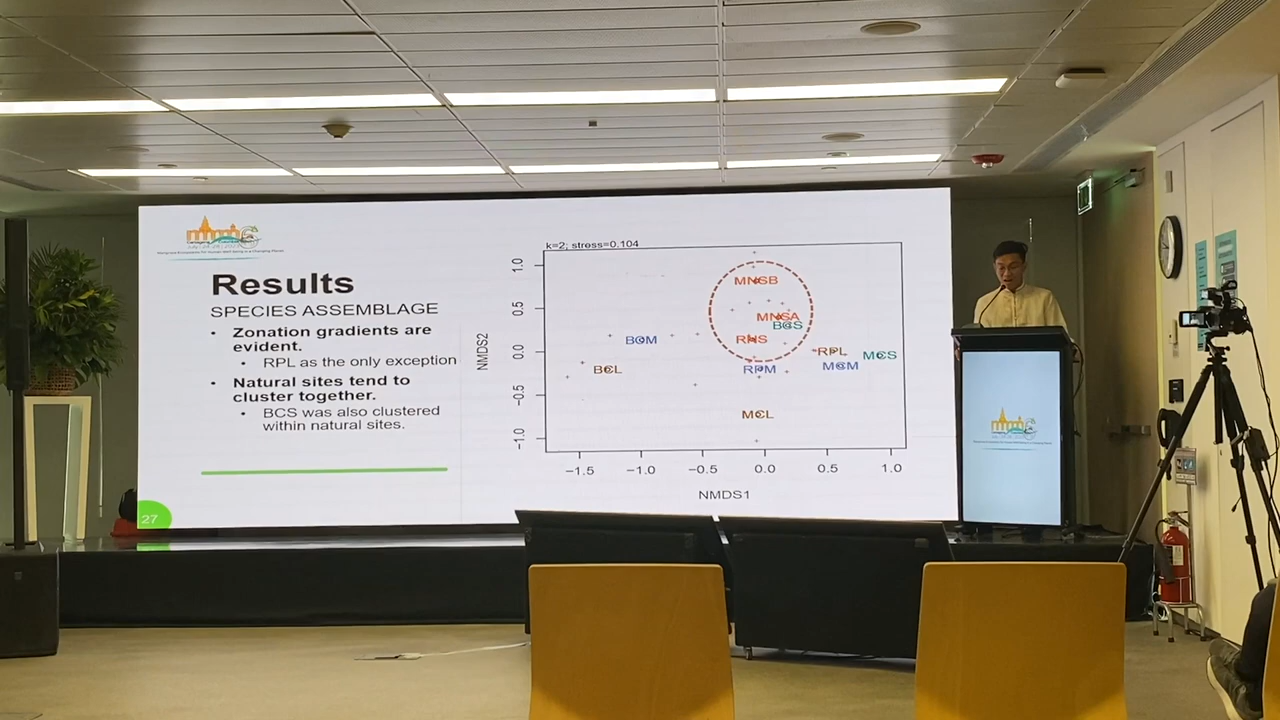 Results
SPECIES ASSEMBLAGE
• Zonation gradients are
evident.
• RPL as the only exception
• Natural sites tend to
cluster together.
• BCS was also clustered
within natural sites.
27
k=2; stress=0.104
NMDS2
1.0
0.5
0.0
−0.5
−1.0
MNSB
MNSA
BCS
RNS
BCM
BCL
RPL
MCS
RPM
MCM
MCL
−1.5
−1.0
−0.5
0.0
0.5
1.0
NMDS1